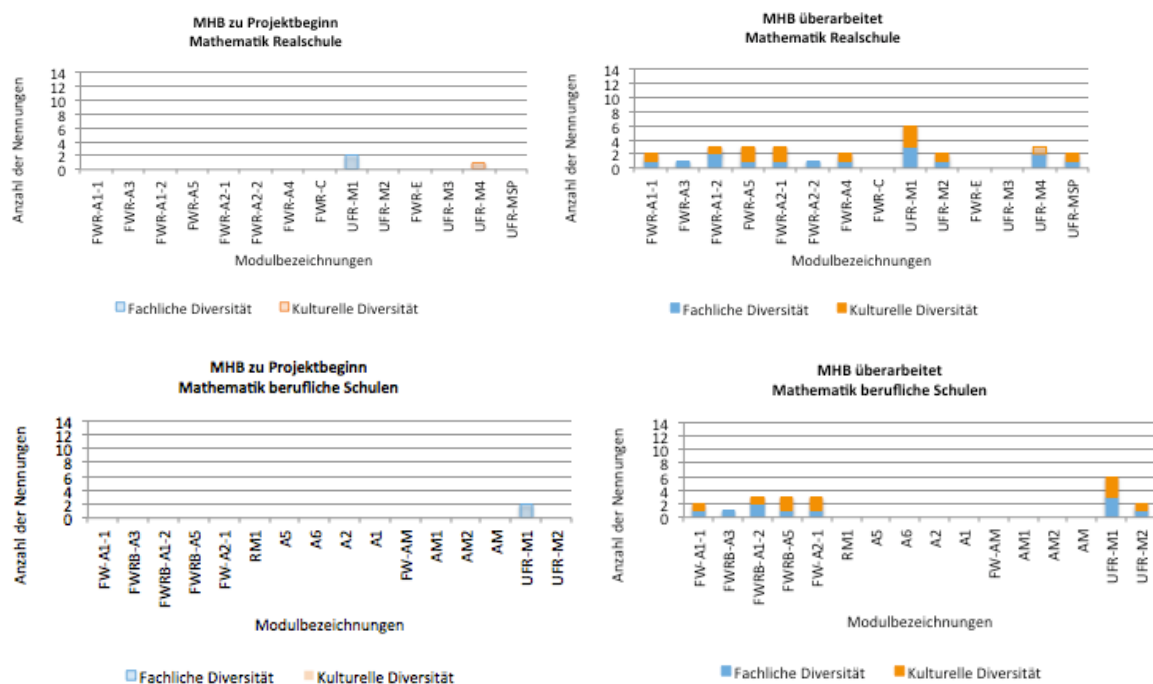 MHB zu Projektbeginn
Mathematik Realschule
Anzahl der Nennungen
14
12
10
8
6
4
2
0
FWR-A1-1
FWR-A3
FWR-A1-2
FWR-A5
FWR-A2-1
FWR-A2-2
FWR-A4
FWR-C
UFR-M1
UFR-M2
FWR-E
UFR-M3
UFR-M4
UFR-MSP
Modulbezeichnungen
Fachliche Diversität Kulturelle Diversität
MHB überarbeitet
Mathematik Realschule
Anzahl der Nennungen
14
12
10
8
6
4
2
0
FWR-A1-1
FWR-A3
FWR-A1-2
FWR-A5
FWR-A2-1
FWR-A2-2
FWR-A4
FWR-C
UFR-M1
UFR-M2
FWR-E
UFR-M3
UFR-M4
UFR-MSP
Modulbezeichnungen
Fachliche Diversität Kulturelle Diversität
MHB zu Projektbeginn
Mathematik berufliche Schulen
Anzahl der Nennungen
14
12
10
8
6
4
2
0
FW-A1-1
FWRB-A3
FWRB-A1-2
FWRB-A5
FW-A2-1
RM1
A5
A6
A2
A1
FW-AM
AM1
AM2
AM
UFR-M1
UFR-M2
Modulbezeichnungen
Fachliche Diversität Kulturelle Diversität
MHB überarbeitet
Mathematik berufliche Schulen
Anzahl der Nennungen
14
12
10
8
6
4
2
0
FW-A1-1
FWRB-A3
FWRB-A1-2
FWRB-A5
FW-A2-1
RM1
A5
A6
A2
A1
FW-AM
AM1
AM2
AM
UFR-M1
UFR-M2
Modulbezeichnungen
Fachliche Diversität Kulturelle Diversität